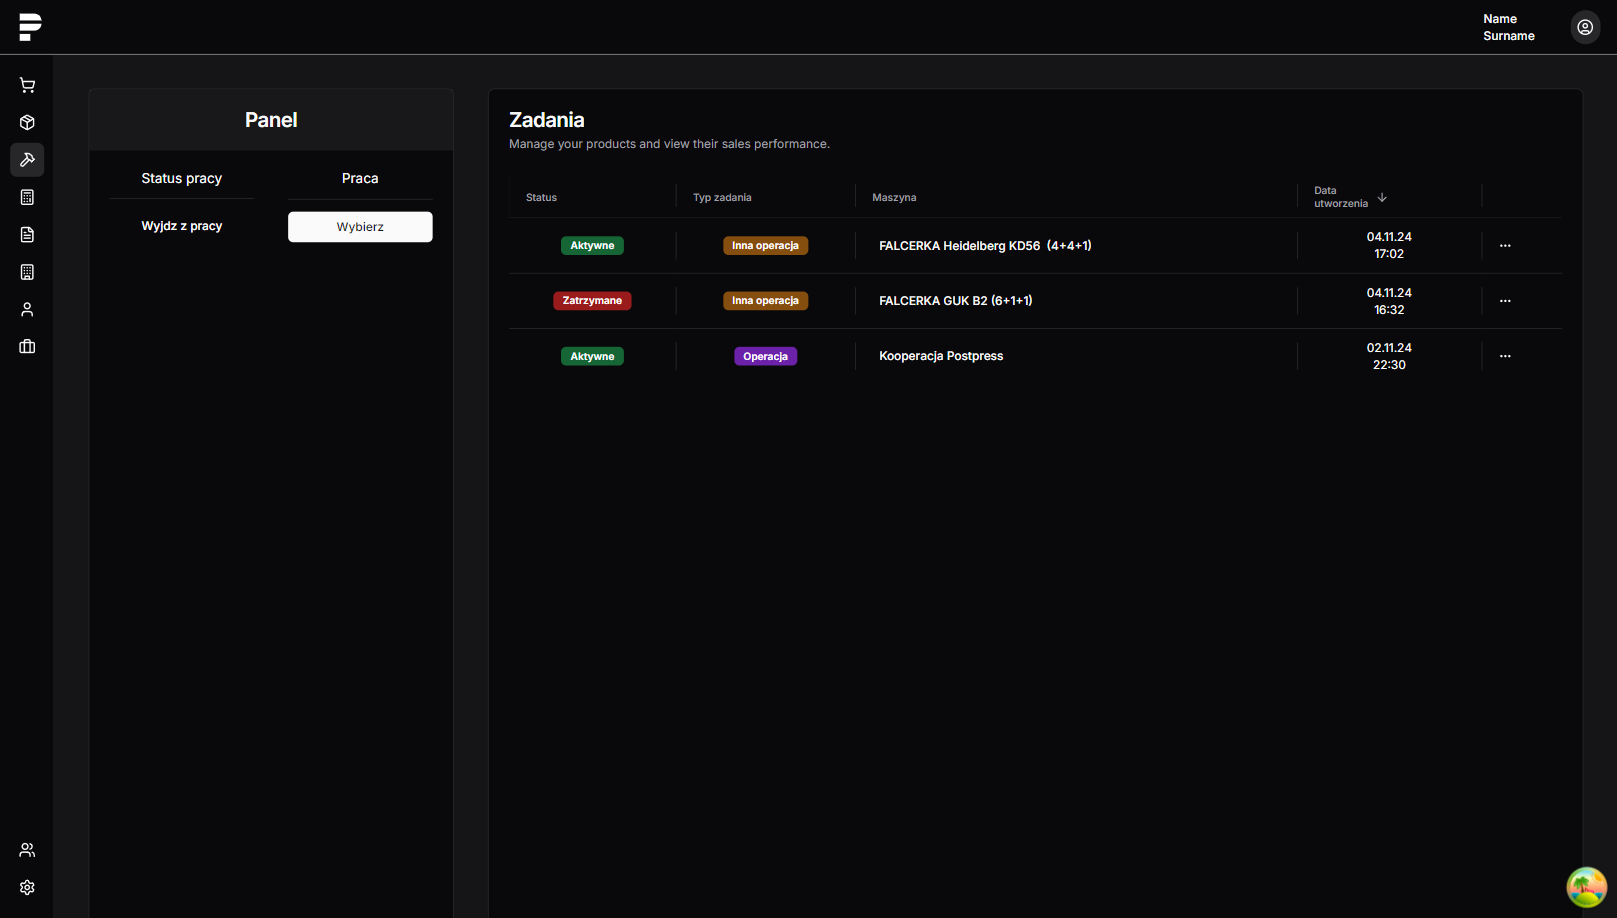 Name
Surname
Panel
Status pracy
Praca
Wyjdz z pracy
Wybierz
Zadania
Manage your products and view their sales performance.
Status
Typ zadania
Maszyna
Data
utworzenia
Aktywne
Inna operacja
FALCERKA Heidelberg KD56 (4+4+1)
04.11.24
17:02
Zatrzymane
Inna operacja
FALCERKA GUK B2 (6+1+1)
04.11.24
16:32
Aktywne
Operacja
Kooperacja Postpress
02.11.24
22:30